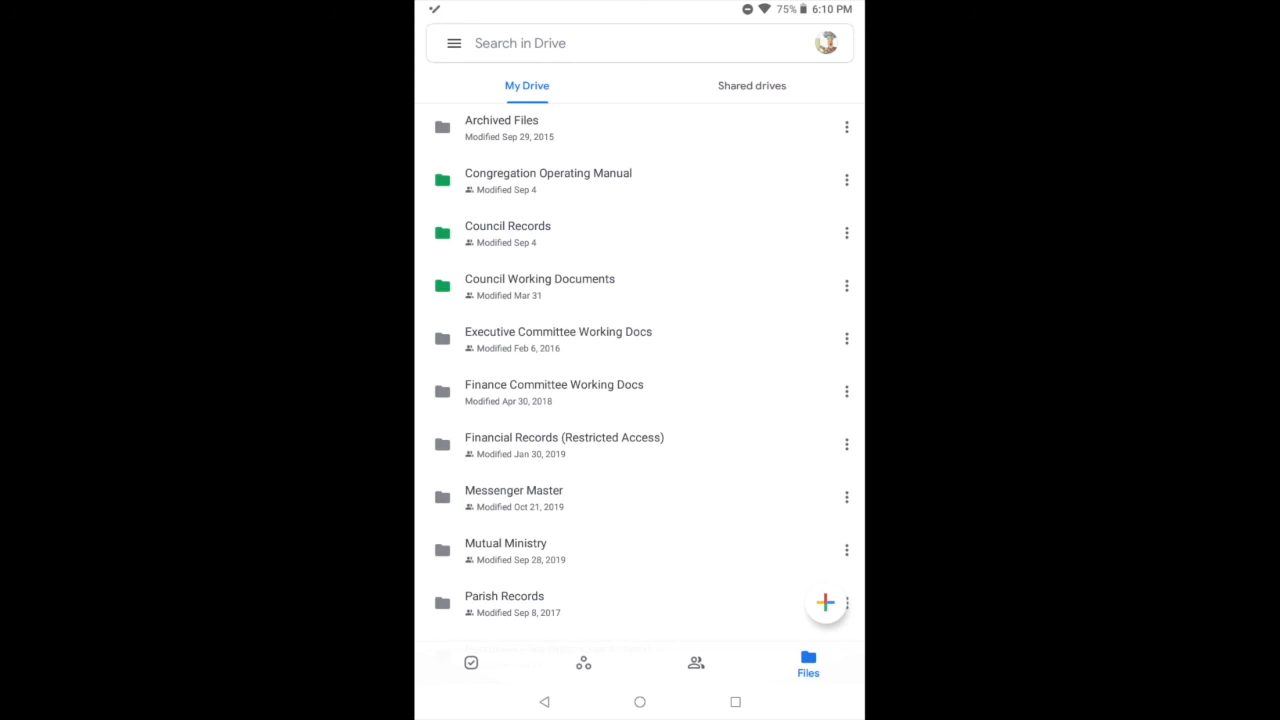 75% 6:10 PM
Search in Drive
My Drive
Shared drives
Archived Files
Modified Sep 29, 2015
Congregation Operating Manual
Modified Sep 4
Council Records
Modified Sep 4
Council Working Documents
Modified Mar 31
Executive Committee Working Docs
Modified Feb 6, 2016
Finance Committee Working Docs
Modified Apr 30, 2018
Financial Records (Restricted Access)
Modified Jan 30, 2019
Messenger Master
Modified Oct 21, 2019
Mutual Ministry
Modified Sep 28, 2019
Parish Records
Modified Sep 8, 2017
Files